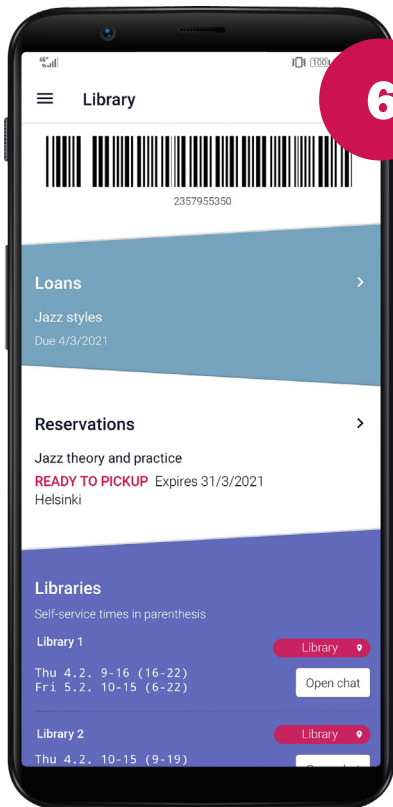 100
6
Library
2357955350
Loans
Jazz styles
Due 4/3/2021
Reservations
Jazz theory and practice
READY TO PICKUP Expires 31/3/2021
Helsinki
Libraries
Self-service times in parenthesis
Library 1
Library
Thu 4.2. 9-16 (16-22)
Fri 5.2. 10-15 (6-22)
Open chat
Library 2
Library
Thu 4.2. 10-15 (9-19)